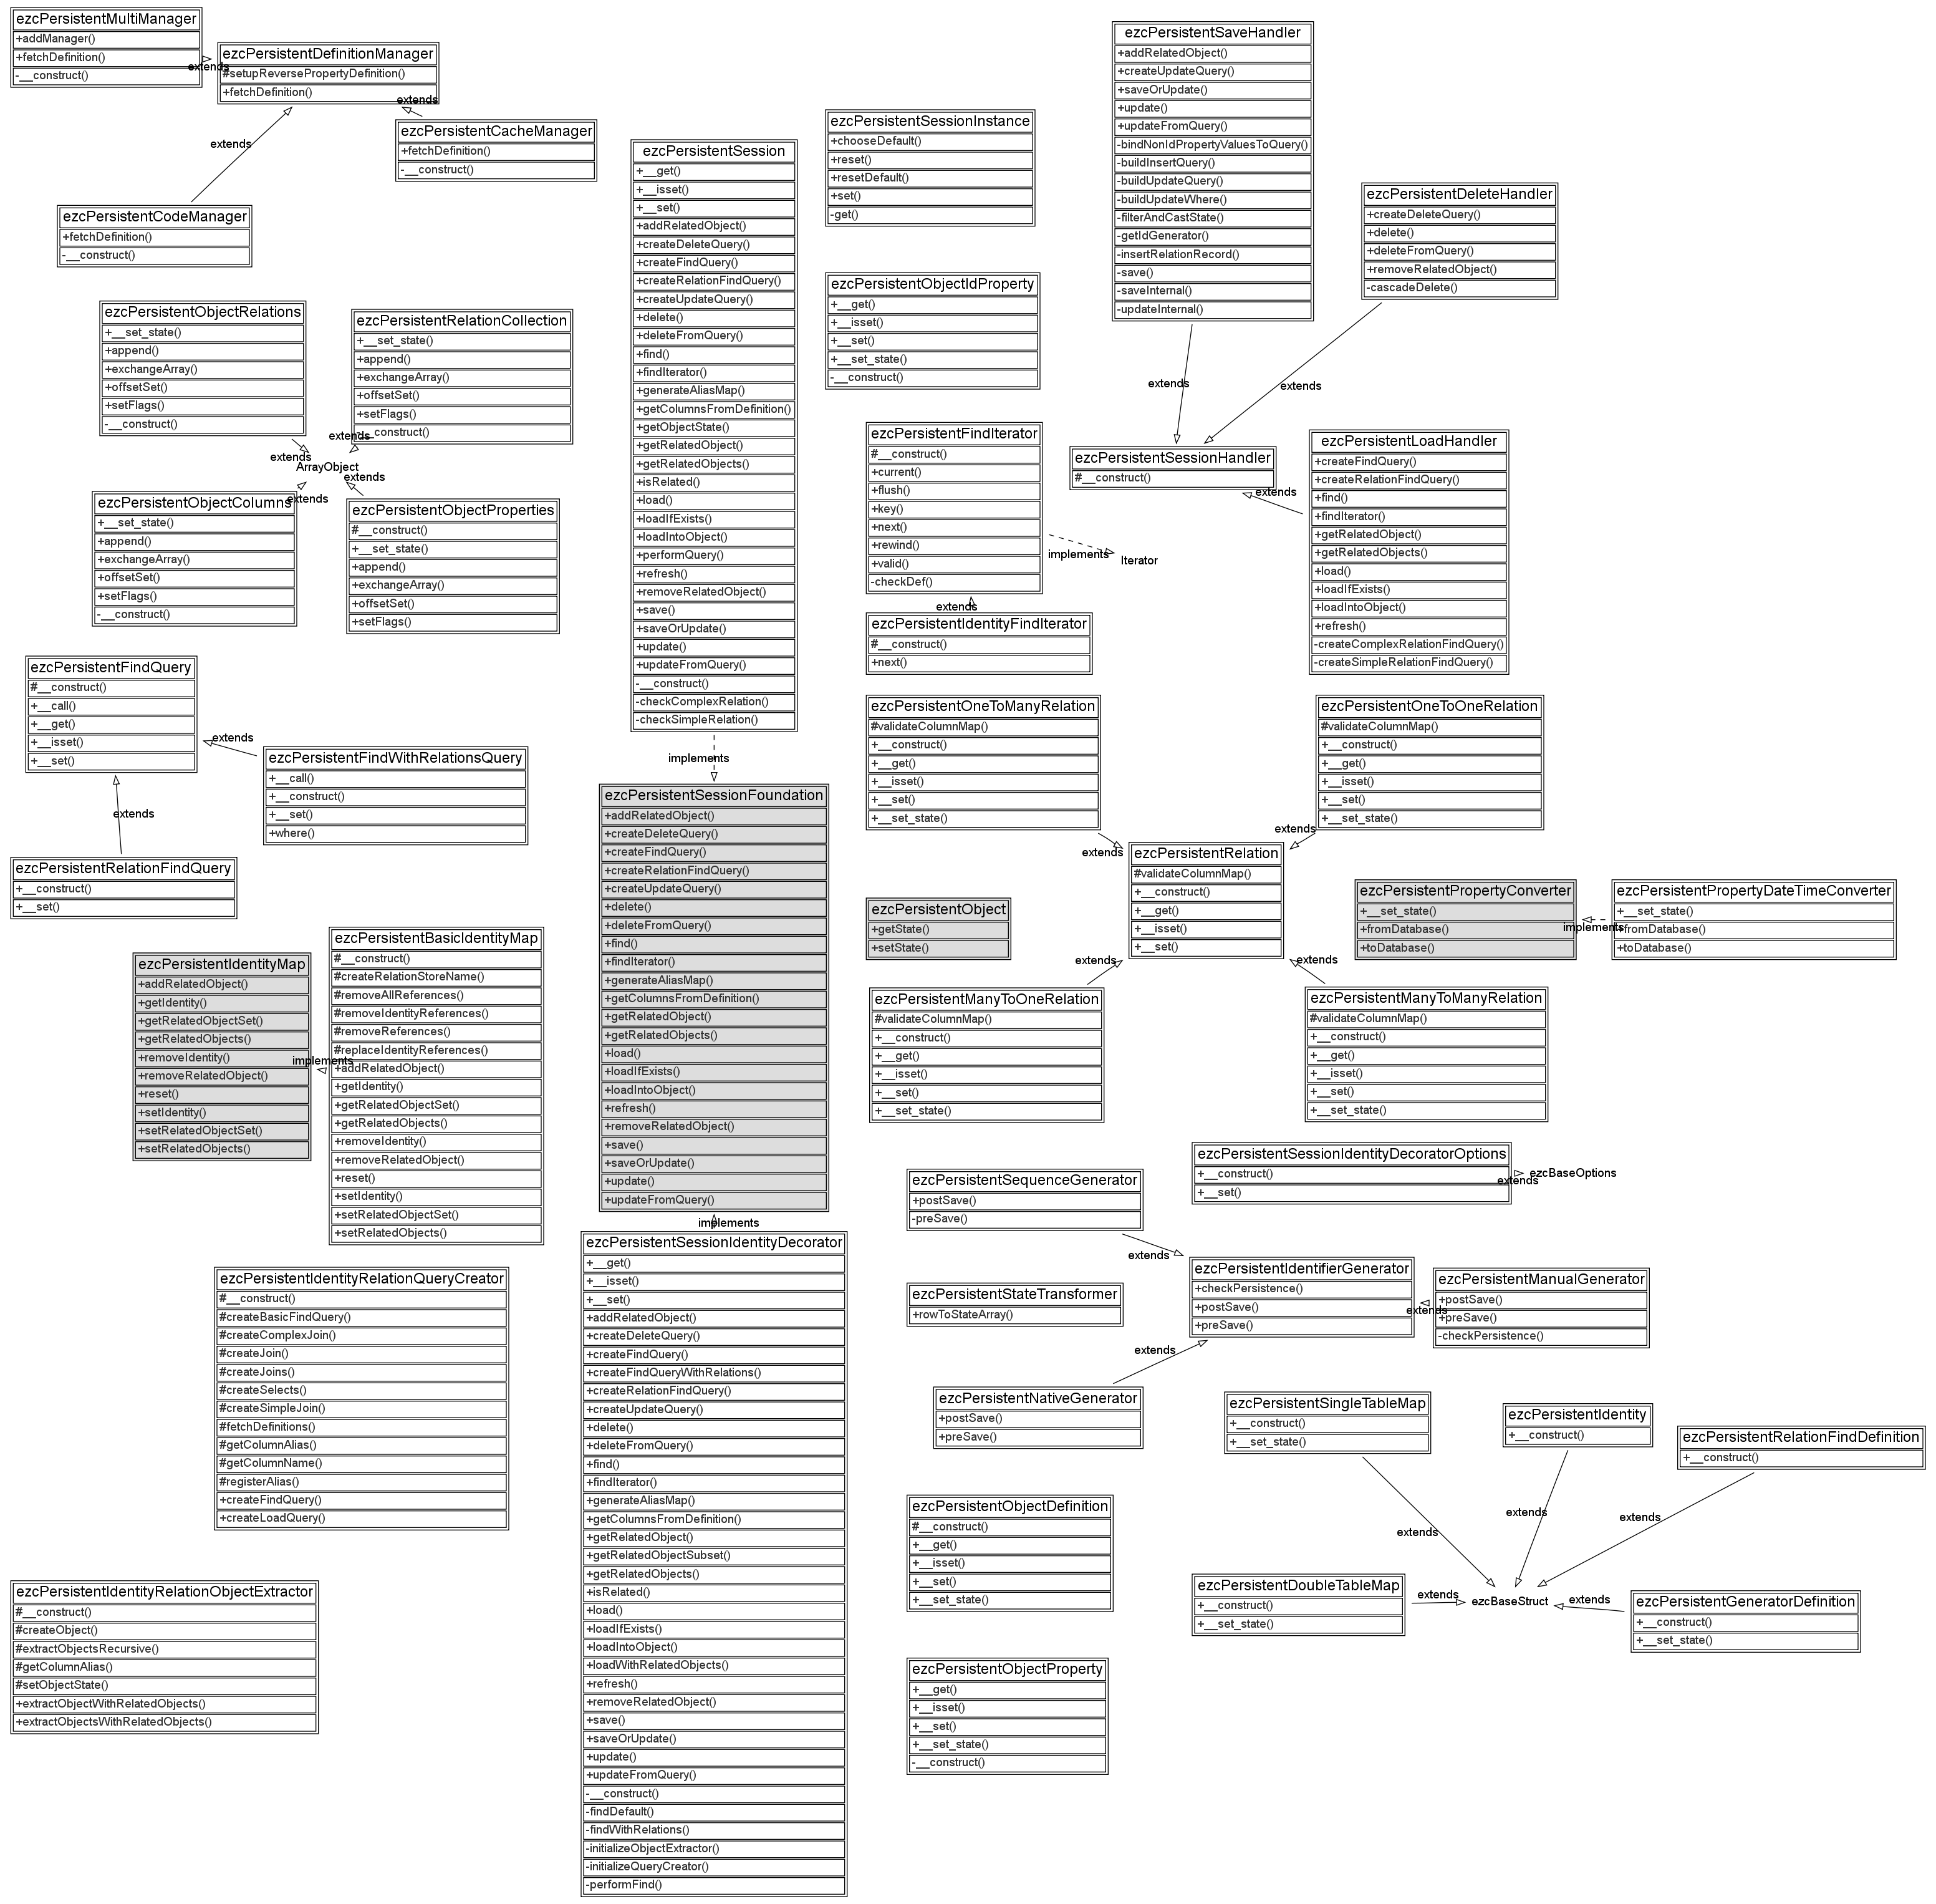 ezcPersistentMultiManager
+addManager()
+fetchDefinition()
-__construct()
extends
ezcPersistentDefinitionManager
#setupReversePropertyDefinition()
+fetchDefinition()
extends
extends
ezcPersistentCacheManager
+fetchDefinition()
-__construct()
ezcPersistentCodeManager
+fetchDefinition()
-__construct()
ezcPersistentObjectRelations
+__set_state()
+append()
+exchangeArray()
+offsetSet()
+setFlags()
-__construct()
ezcPersistentRelationCollection
+__set_state()
+append()
+exchangeArray()
+offsetSet()
+setFlags()
-__construct()
extends
extends
ArrayObject
extends
extends
ezcPersistentObjectColumns
+__set_state()
+append()
+exchangeArray()
+offsetSet()
+setFlags()
-__construct()
ezcPersistentObjectProperties
#__construct()
+__set_state()
+append()
+exchangeArray()
+offsetSet()
+setFlags()
ezcPersistentFindQuery
#__construct()
+__call()
+__get()
+__isset()
+__set()
extends
ezcPersistentFindWithRelationsQuery
+__call()
+__construct()
+__set()
+where()
extends
ezcPersistentRelationFindQuery
+__construct()
+__set()
ezcPersistentIdentityMap
+addRelatedObject()
+getIdentity()
+getRelatedObjectSet()
+getRelatedObjects()
+removeIdentity()
+removeRelatedObject()
+reset()
+setIdentity()
+setRelatedObjectSet()
+setRelatedObjects()
implements
ezcPersistentBasicIdentityMap
#__construct()
#createRelationStoreName()
#removeAllReferences()
#removeIdentityReferences()
#removeReferences()
#replaceIdentityReferences()
+addRelatedObject()
+getIdentity()
+getRelatedObjectSet()
+getRelatedObjects()
+removeIdentity()
+removeRelatedObject()
+reset()
+setIdentity()
+setRelatedObjectSet()
+setRelatedObjects()
ezcPersistentIdentityRelationQueryCreator
#__construct()
#createBasicFindQuery()
#createComplexJoin()
#createJoin()
#createJoins()
#createSelects()
#createSimpleJoin()
#fetchDefinitions()
#getColumnAlias()
#getColumnName()
#registerAlias()
+createFindQuery()
+createLoadQuery()
ezcPersistentIdentityRelationObjectExtractor
#__construct()
#createObject()
#extractObjectsRecursive()
#getColumnAlias()
#setObjectState()
+extractObjectWithRelatedObjects()
+extractObjectsWithRelatedObjects()
ezcPersistentSession
+__get()
+__isset()
+__set()
+addRelatedObject()
+createDeleteQuery()
+createFindQuery()
+createRelationFindQuery()
+createUpdateQuery()
+delete()
+deleteFromQuery()
+find()
+findIterator()
+generateAliasMap()
+getColumnsFromDefinition()
+getObjectState()
+getRelatedObject()
+getRelatedObjects()
+isRelated()
+load()
+loadIfExists()
+loadIntoObject()
+performQuery()
+refresh()
+removeRelatedObject()
+save()
+saveOrUpdate()
+update()
+updateFromQuery()
-__construct()
-checkComplexRelation()
-checkSimpleRelation()
implements
ezcPersistentSessionFoundation
+addRelatedObject()
+createDeleteQuery()
+createFindQuery()
+createRelationFindQuery()
+createUpdateQuery()
+delete()
+deleteFromQuery()
+find()
+findIterator()
+generateAliasMap()
+getColumnsFromDefinition()
+getRelatedObject()
+getRelatedObjects()
+load()
+loadIfExists()
+loadIntoObject()
+refresh()
+removeRelatedObject()
+save()
+saveOrUpdate()
+update()
+updateFromQuery()
implements
ezcPersistentSessionIdentityDecorator
+__get()
+__isset()
+__set()
+addRelatedObject()
+createDeleteQuery()
+createFindQuery()
+createFindQueryWithRelations()
+createRelationFindQuery()
+createUpdateQuery()
+delete()
+deleteFromQuery()
+find()
+findIterator()
+generateAliasMap()
+getColumnsFromDefinition()
+getRelatedObject()
+getRelatedObjectSubset()
+getRelatedObjects()
+isRelated()
+load()
+loadIfExists()
+loadIntoObject()
+loadWithRelatedObjects()
+refresh()
+removeRelatedObject()
+save()
+saveOrUpdate()
+update()
+updateFromQuery()
-__construct()
-findDefault()
-findWithRelations()
-initializeObjectExtractor()
-initializeQueryCreator()
-performFind()
ezcPersistentSessionInstance
+chooseDefault()
+reset()
+resetDefault()
+set()
-get()
ezcPersistentObjectIdProperty
+__get()
+__isset()
+__set()
+__set_state()
-__construct()
ezcPersistentFindIterator
#__construct()
+current()
+flush()
+key()
+next()
+rewind()
+valid()
-checkDef()
implements
Iterator
extends
ezcPersistentIdentityFindIterator
#__construct()
+next()
ezcPersistentSaveHandler
+addRelatedObject()
+createUpdateQuery()
+saveOrUpdate()
+update()
+updateFromQuery()
-bindNonIdPropertyValuesToQuery()
-buildInsertQuery()
-buildUpdateQuery()
-buildUpdateWhere()
-filterAndCastState()
-getIdGenerator()
-insertRelationRecord()
-save()
-saveInternal()
-updateInternal()
ezcPersistentDeleteHandler
+createDeleteQuery()
+delete()
+deleteFromQuery()
+removeRelatedObject()
-cascadeDelete()
extends
extends
ezcPersistentSessionHandler
#__construct()
extends
ezcPersistentLoadHandler
+createFindQuery()
+createRelationFindQuery()
+find()
+findIterator()
+getRelatedObject()
+getRelatedObjects()
+load()
+loadIfExists()
+loadIntoObject()
+refresh()
-createComplexRelationFindQuery()
-createSimpleRelationFindQuery()
ezcPersistentOneToManyRelation
#validateColumnMap()
+__construct()
+__get()
+__isset()
+__set()
+__set_state()
ezcPersistentOneToOneRelation
#validateColumnMap()
+__construct()
+__get()
+__isset()
+__set()
+__set_state()
extends
extends
ezcPersistentRelation
#validateColumnMap()
+__construct()
+__get()
+__isset()
+__set()
ezcPersistentObject
+getState()
+setState()
ezcPersistentPropertyConverter
+__set_state()
+fromDatabase()
+toDatabase()
implements
ezcPersistentPropertyDateTimeConverter
+__set_state()
+fromDatabase()
+toDatabase()
extends
extends
ezcPersistentManyToOneRelation
#validateColumnMap()
+__construct()
+__get()
+__isset()
+__set()
+__set_state()
ezcPersistentManyToManyRelation
#validateColumnMap()
+__construct()
+__get()
+__isset()
+__set()
+__set_state()
ezcPersistentSessionIdentityDecoratorOptions
+__construct()
+__set()
extends
ezcBaseOptions
ezcPersistentSequenceGenerator
+postSave()
-preSave()
extends
ezcPersistentIdentifierGenerator
+checkPersistence()
+postSave()
+preSave()
extends
ezcPersistentManualGenerator
+postSave()
+preSave()
-checkPersistence()
ezcPersistentStateTransformer
+rowToStateArray()
extends
ezcPersistentNativeGenerator
+postSave()
+preSave()
ezcPersistentSingleTableMap
+__construct()
+__set_state()
ezcPersistentIdentity
+__construct()
ezcPersistentRelationFindDefinition
+__construct()
extends
extends
extends
ezcPersistentObjectDefinition
#__construct()
+__get()
+__isset()
+__set()
+__set_state()
ezcPersistentDoubleTableMap
+__construct()
+__set_state()
extends
ezcBaseStruct
extends
ezcPersistentGeneratorDefinition
+__construct()
+__set_state()
ezcPersistentObjectProperty
+__get()
+__isset()
+__set()
+__set_state()
-__construct()